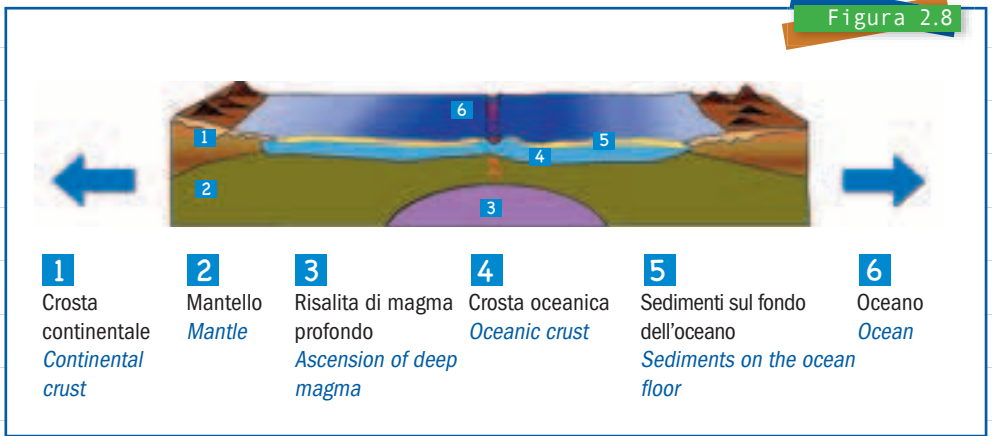 Figura 2.8
6
1
5
4
2
3
1
Crosta
continentale
Continental
crust
2
Mantello
Mantle
3
Risalita di magma
profondo
Ascension of deep
magma
4
Crosta oceanica
Oceanic crust
5
Sedimenti sul fondo
dell'oceano
Sediments on the ocean
floor
6
Oceano
Ocean